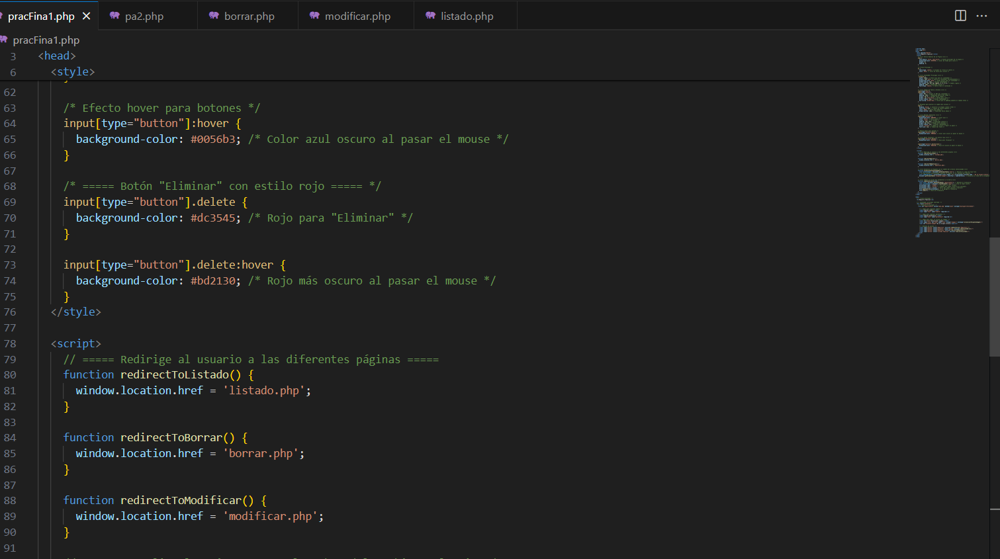 pracFina1.php
pa2.php
borrar.php
modificar.php
listado.php
pracFina1.php
3 <head>
6 <style>
}
62
63 /* Efecto hover para botones */
64 input[type="button"]:hover {
65 background-color: #0056b3; /* Color azul oscuro al pasar el mouse */
66 }
67
68 /* ===== Botón "Eliminar" con estilo rojo ===== */
69 input[type="button"].delete {
70 background-color: #dc3545; /* Rojo para "Eliminar" */
71 }
72
73 input[type="button"].delete:hover {
74 background-color: #bd2130; /* Rojo más oscuro al pasar el mouse */
75 }
76 </style>
77
78 <script>
79 // ===== Redirige al usuario a las diferentes páginas =====
80 function redirectToListado() {
81 window.location.href = 'listado.php';
82 }
83
84 function redirectToBorrar() {
85 window.location.href = 'borrar.php';
86 }
87
88 function redirectToModificar() {
89 window.location.href = 'modificar.php';
90 }
91